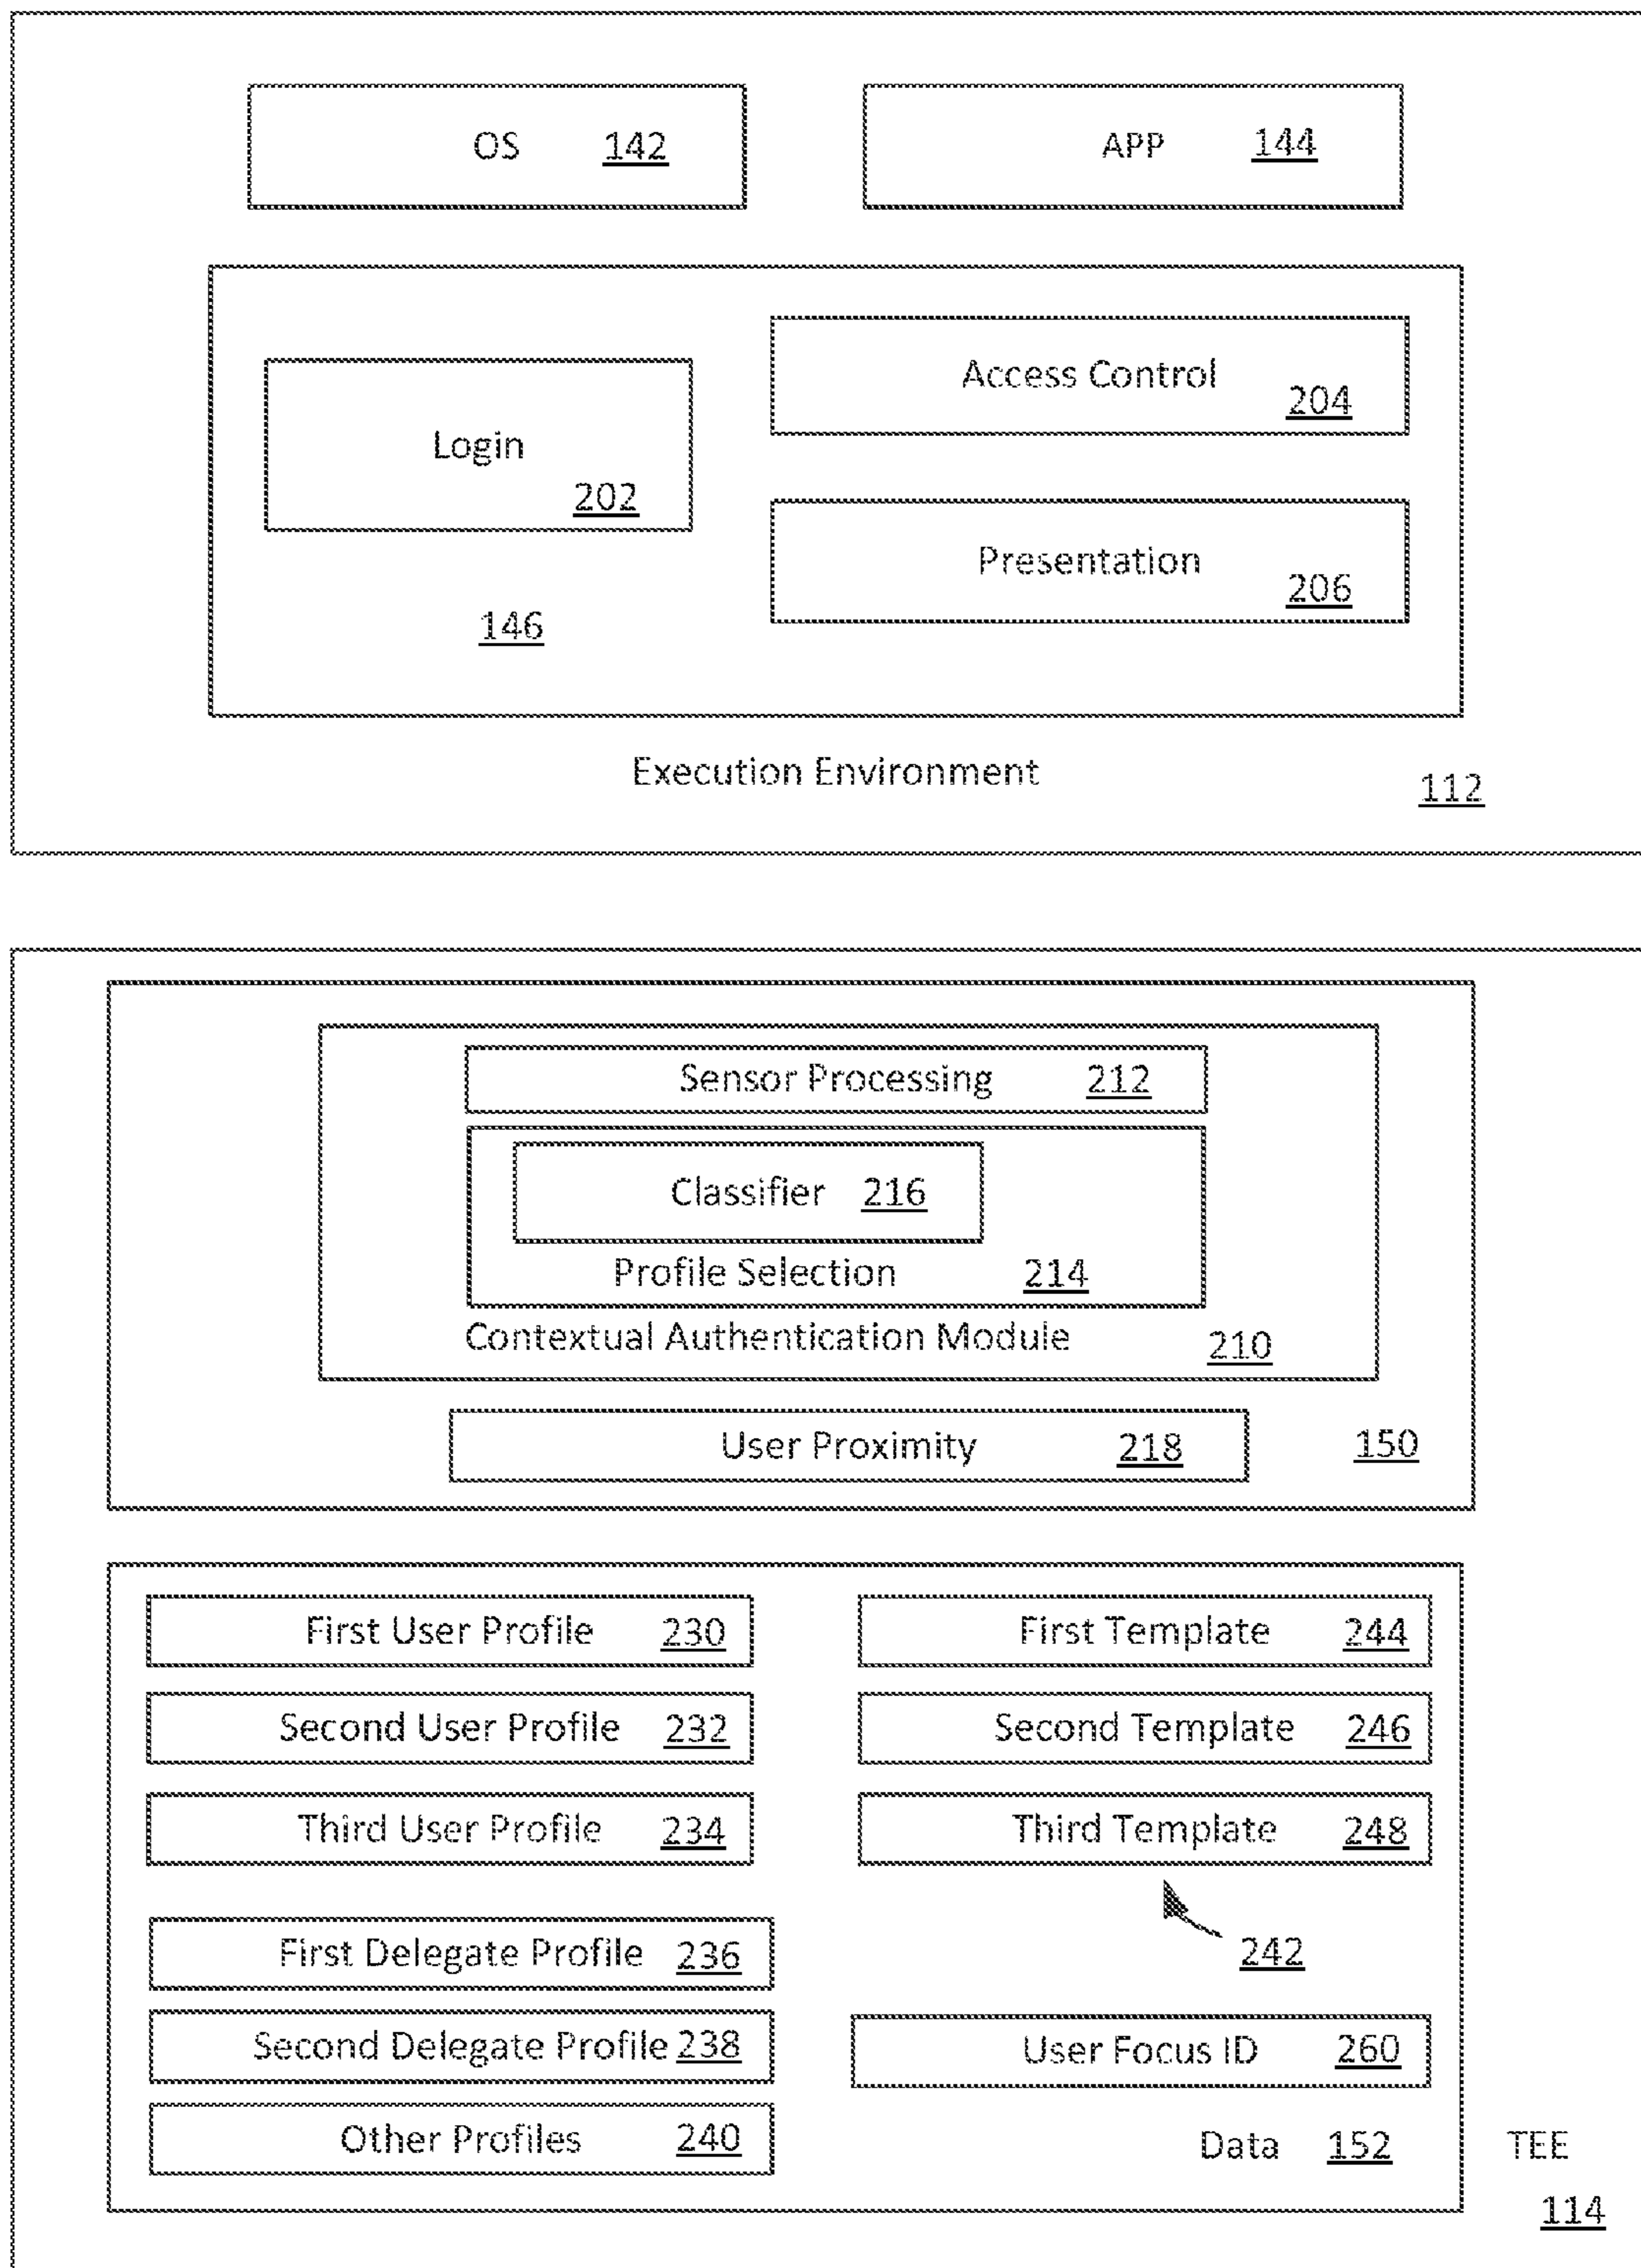 OS 142
APP 144
Access Control
204
Login
202
Presentation
206
146
Execution Environment
112
Sensor Processing 212
Classifier 216
Profile Selection 214
Contextual Authentication Module 210
User Proximity 218
150
First User Profile 230
First Template 244
Second User Profile 232
Second Template 246
Third User Profile 234
Third Template 248
First Delegate Profile 236
242
Second Delegate Profile 238
User Focus ID 260
Other Profiles 240
Data 152
TEE
114